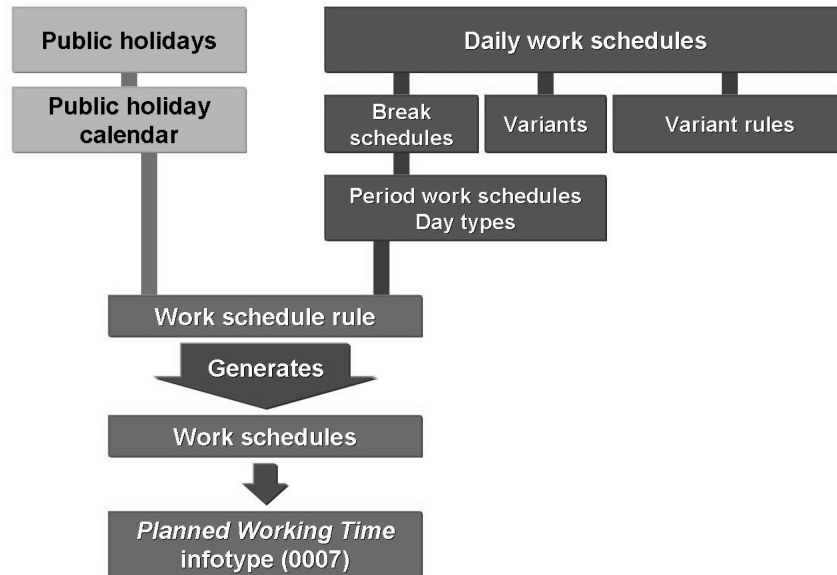 Public holidays
Daily work schedules
Public holiday
calendar
Break
schedules
Variants
Variant rules
Period work schedules
Day types
Work schedule rule
Generates
Work schedules
Planned Working Time
infotype (0007)